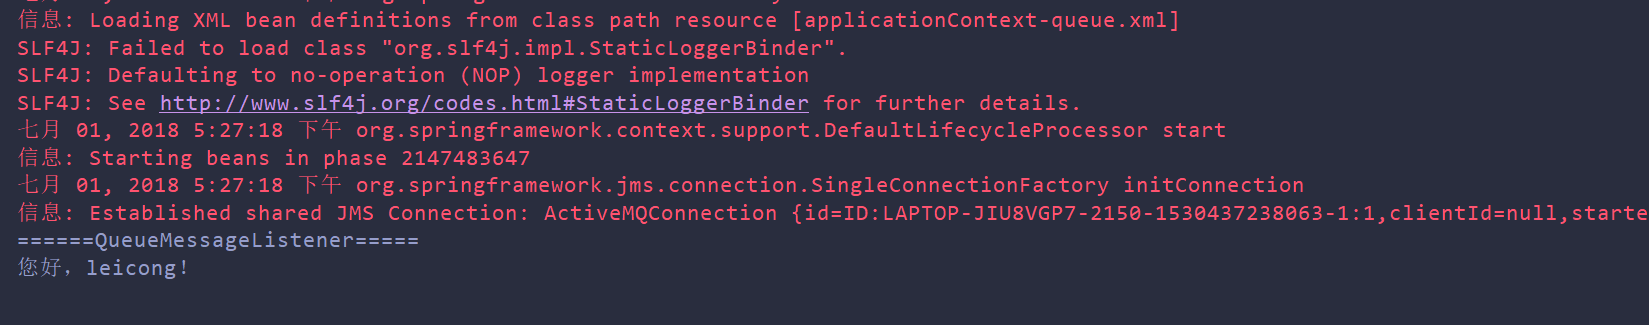 信息: Loading XML bean definitions from class path resource [applicationContext-queue.xml]
SLF4J: Failed to load class "org.slf4j.impl.StaticLoggerBinder".
SLF4J: Defaulting to no-operation (NOP) logger implementation
SLF4J: See http://www.slf4j.org/codes.html#StaticLoggerBinder for further details.
七月 01, 2018 5:27:18 下午 org.springframework.context.support.DefaultLifecycleProcessor start
信息: Starting beans in phase 2147483647
七月 01, 2018 5:27:18 下午 org.springframework.jms.connection.SingleConnectionFactory initConnection
信息: Established shared JMS Connection: ActiveMQConnection {id=ID:LAPTOP-JIU8VGP7-2150-1530437238063-1:1,clientId=null,starte
======QueueMessageListener=====
您好，leicong!